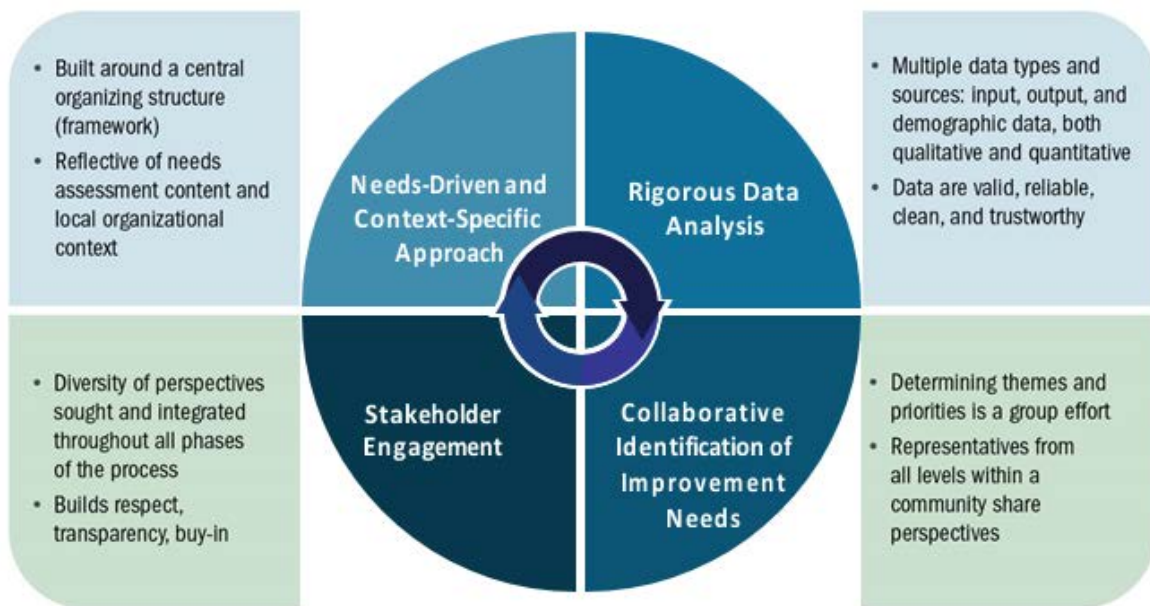 • Built around a central
organizing structure
(framework)
• Reflective of needs
assessment content and
local organizational
context
Needs-Driven and
Context-Specific
Approach
Rigorous Data
Analysis
• Multiple data types and
sources: input, output, and
demographic data, both
qualitative and quantitative
• Data are valid, reliable,
clean, and trustworthy
• Diversity of perspectives
sought and integrated
throughout all phases
of the process
• Builds respect,
transparency, buy-in
Stakeholder
Engagement
Collaborative
Identification of
Improvement
Needs
• Determining themes and
priorities is a group effort
• Representatives from
all levels within a
community share
perspectives